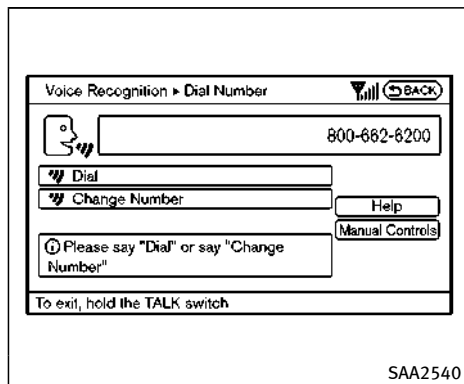 Voice Recognition ▸ Dial Number
BACK
800-662-6200
Dial
Change Number
Help
Manual Controls
Please say "Dial" or say "Change
Number"
To exit, hold the TALK switch
SAA2540